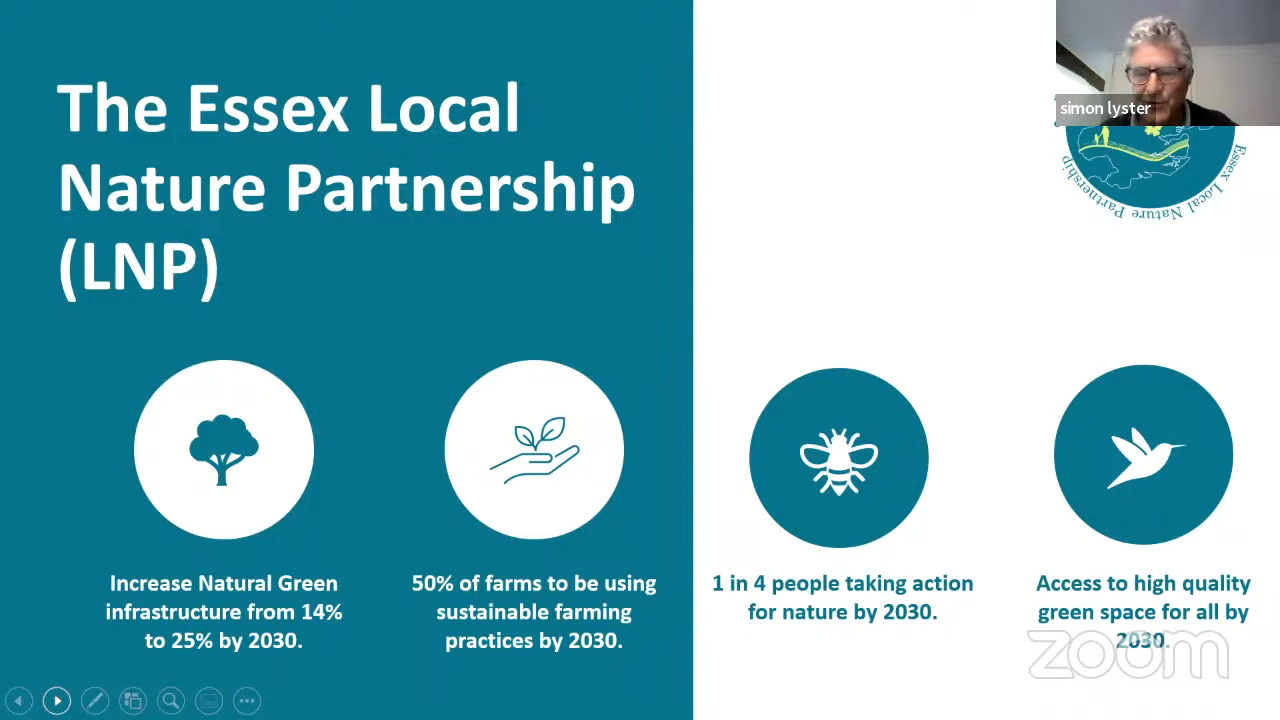 The Essex Local
Nature Partnership
(LNP)
simon lyster
Essex Local Nature Partnership
Increase Natural Green
infrastructure from 14%
to 25% by 2030.
50% of farms to be using
sustainable farming
practices by 2030.
1 in 4 people taking action
for nature by 2030.
Access to high quality
green space for all by
2030.
zoom